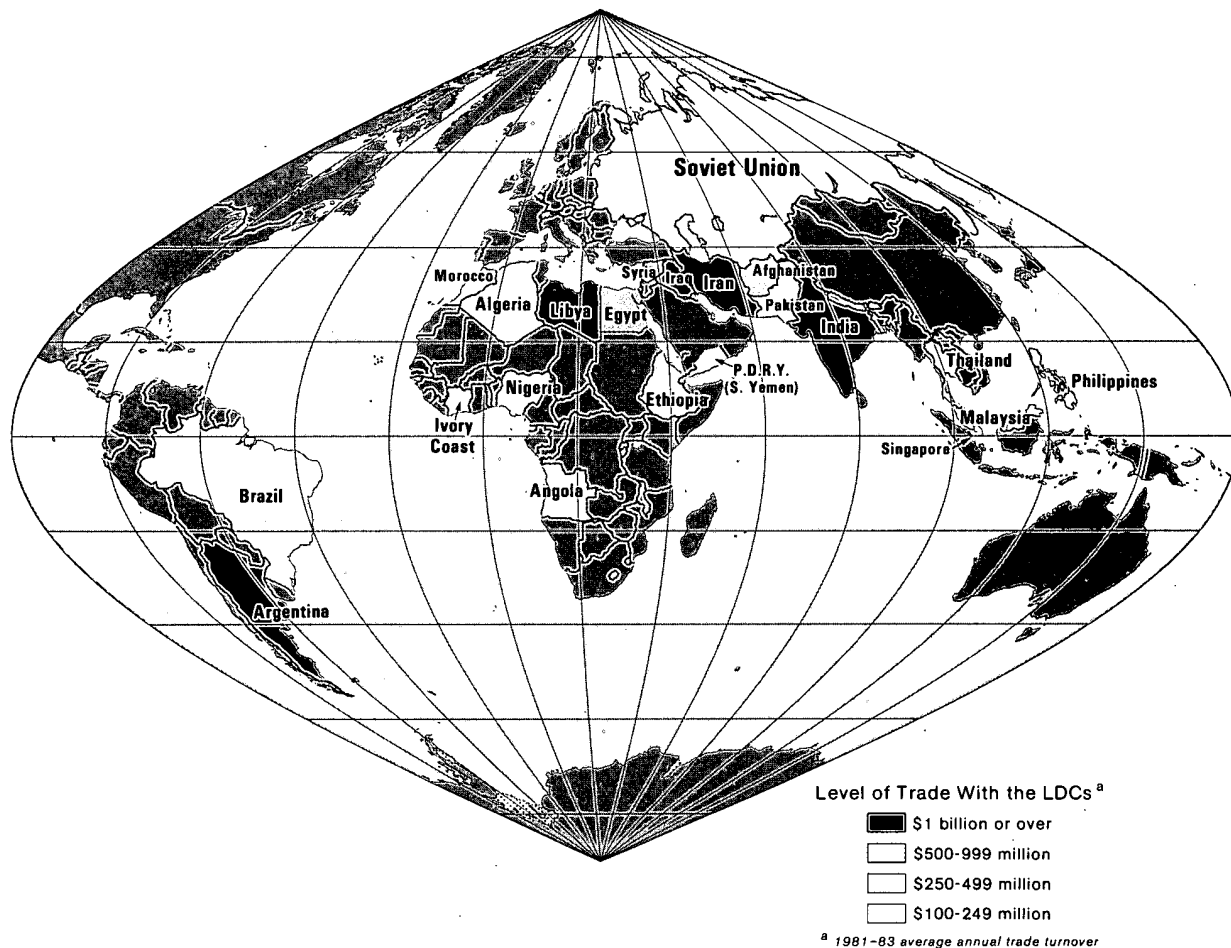 Soviet Union
Morocco
Algeria
Libya
Egypt
Syria
Iraq
Iran
Afghanistan
Pakistan
India
P.D.R.Y.
(S. Yemen)
Thailand
Philippines
Nigeria
Ethiopia
Malaysia
Ivory
Coast
Singapore
Brazil
Angola
Argentina
Level of Trade With the LDCs a
$1 billion or over
$500-999 million
$250-499 million
$100-249 million
a 1981-83 average annual trade turnover